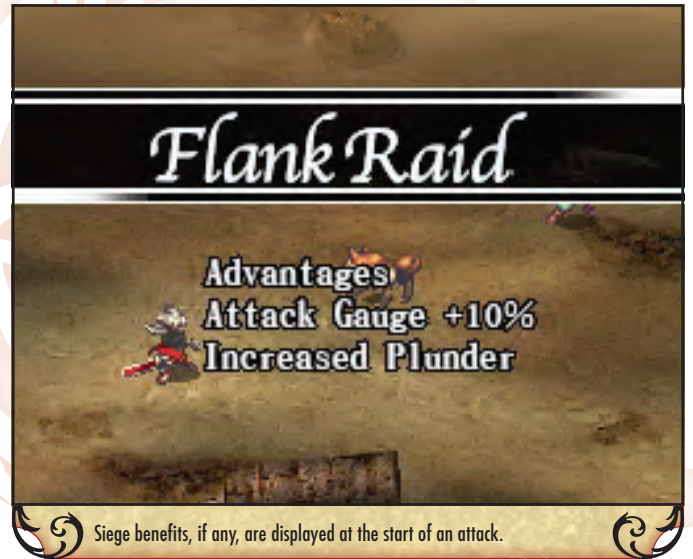 Flank Raid
Advantages
Attack Gauge +10%
Increased Plunder
Siege benefits, if any, are displayed at the start of an attack.